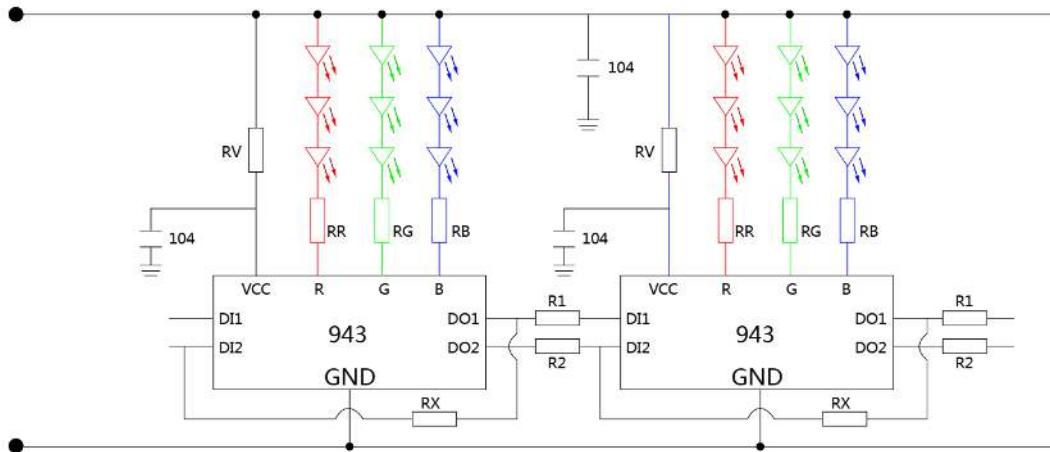 104
RV
RV
RR
RG
RB
RR
RG
RB
104
104
VCC
R
G
B
VCC
R
G
B
R1
R1
DI1
DO1
DI1
DO1
943
943
DI2
DO2
DI2
DO2
R2
R2
GND
GND
RX
RX